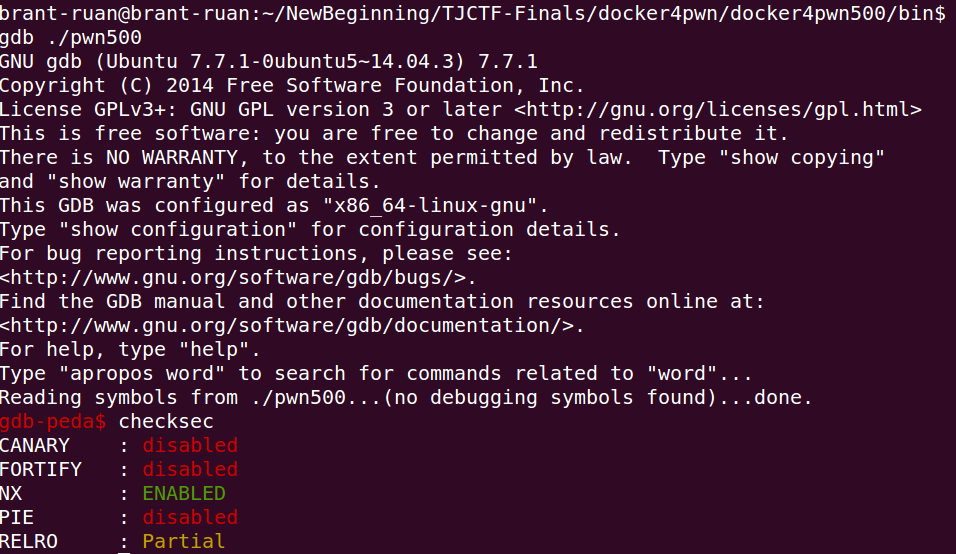 brant-ruan@brant-ruan:~/NewBeginning/TJCTF-Finals/docker4pwn/docker4pwn500/bin$
gdb ./pwn500
GNU gdb (Ubuntu 7.7.1-0ubuntu5~14.04.3) 7.7.1
Copyright (C) 2014 Free Software Foundation, Inc.
License GPLv3+: GNU GPL version 3 or later <http://gnu.org/licenses/gpl.html>
This is free software: you are free to change and redistribute it.
There is NO WARRANTY, to the extent permitted by law.  Type "show copying"
and "show warranty" for details.
This GDB was configured as "x86_64-linux-gnu".
Type "show configuration" for configuration details.
For bug reporting instructions, please see:
<http://www.gnu.org/software/gdb/bugs/>.
Find the GDB manual and other documentation resources online at:
<http://www.gnu.org/software/gdb/documentation/>.
For help, type "help".
Type "apropos word" to search for commands related to "word"...
Reading symbols from ./pwn500...(no debugging symbols found)...done.
gdb-peda$ checksec
CANARY    : disabled
FORTIFY   : disabled
NX        : ENABLED
PIE       : disabled
RELRO     : Partial